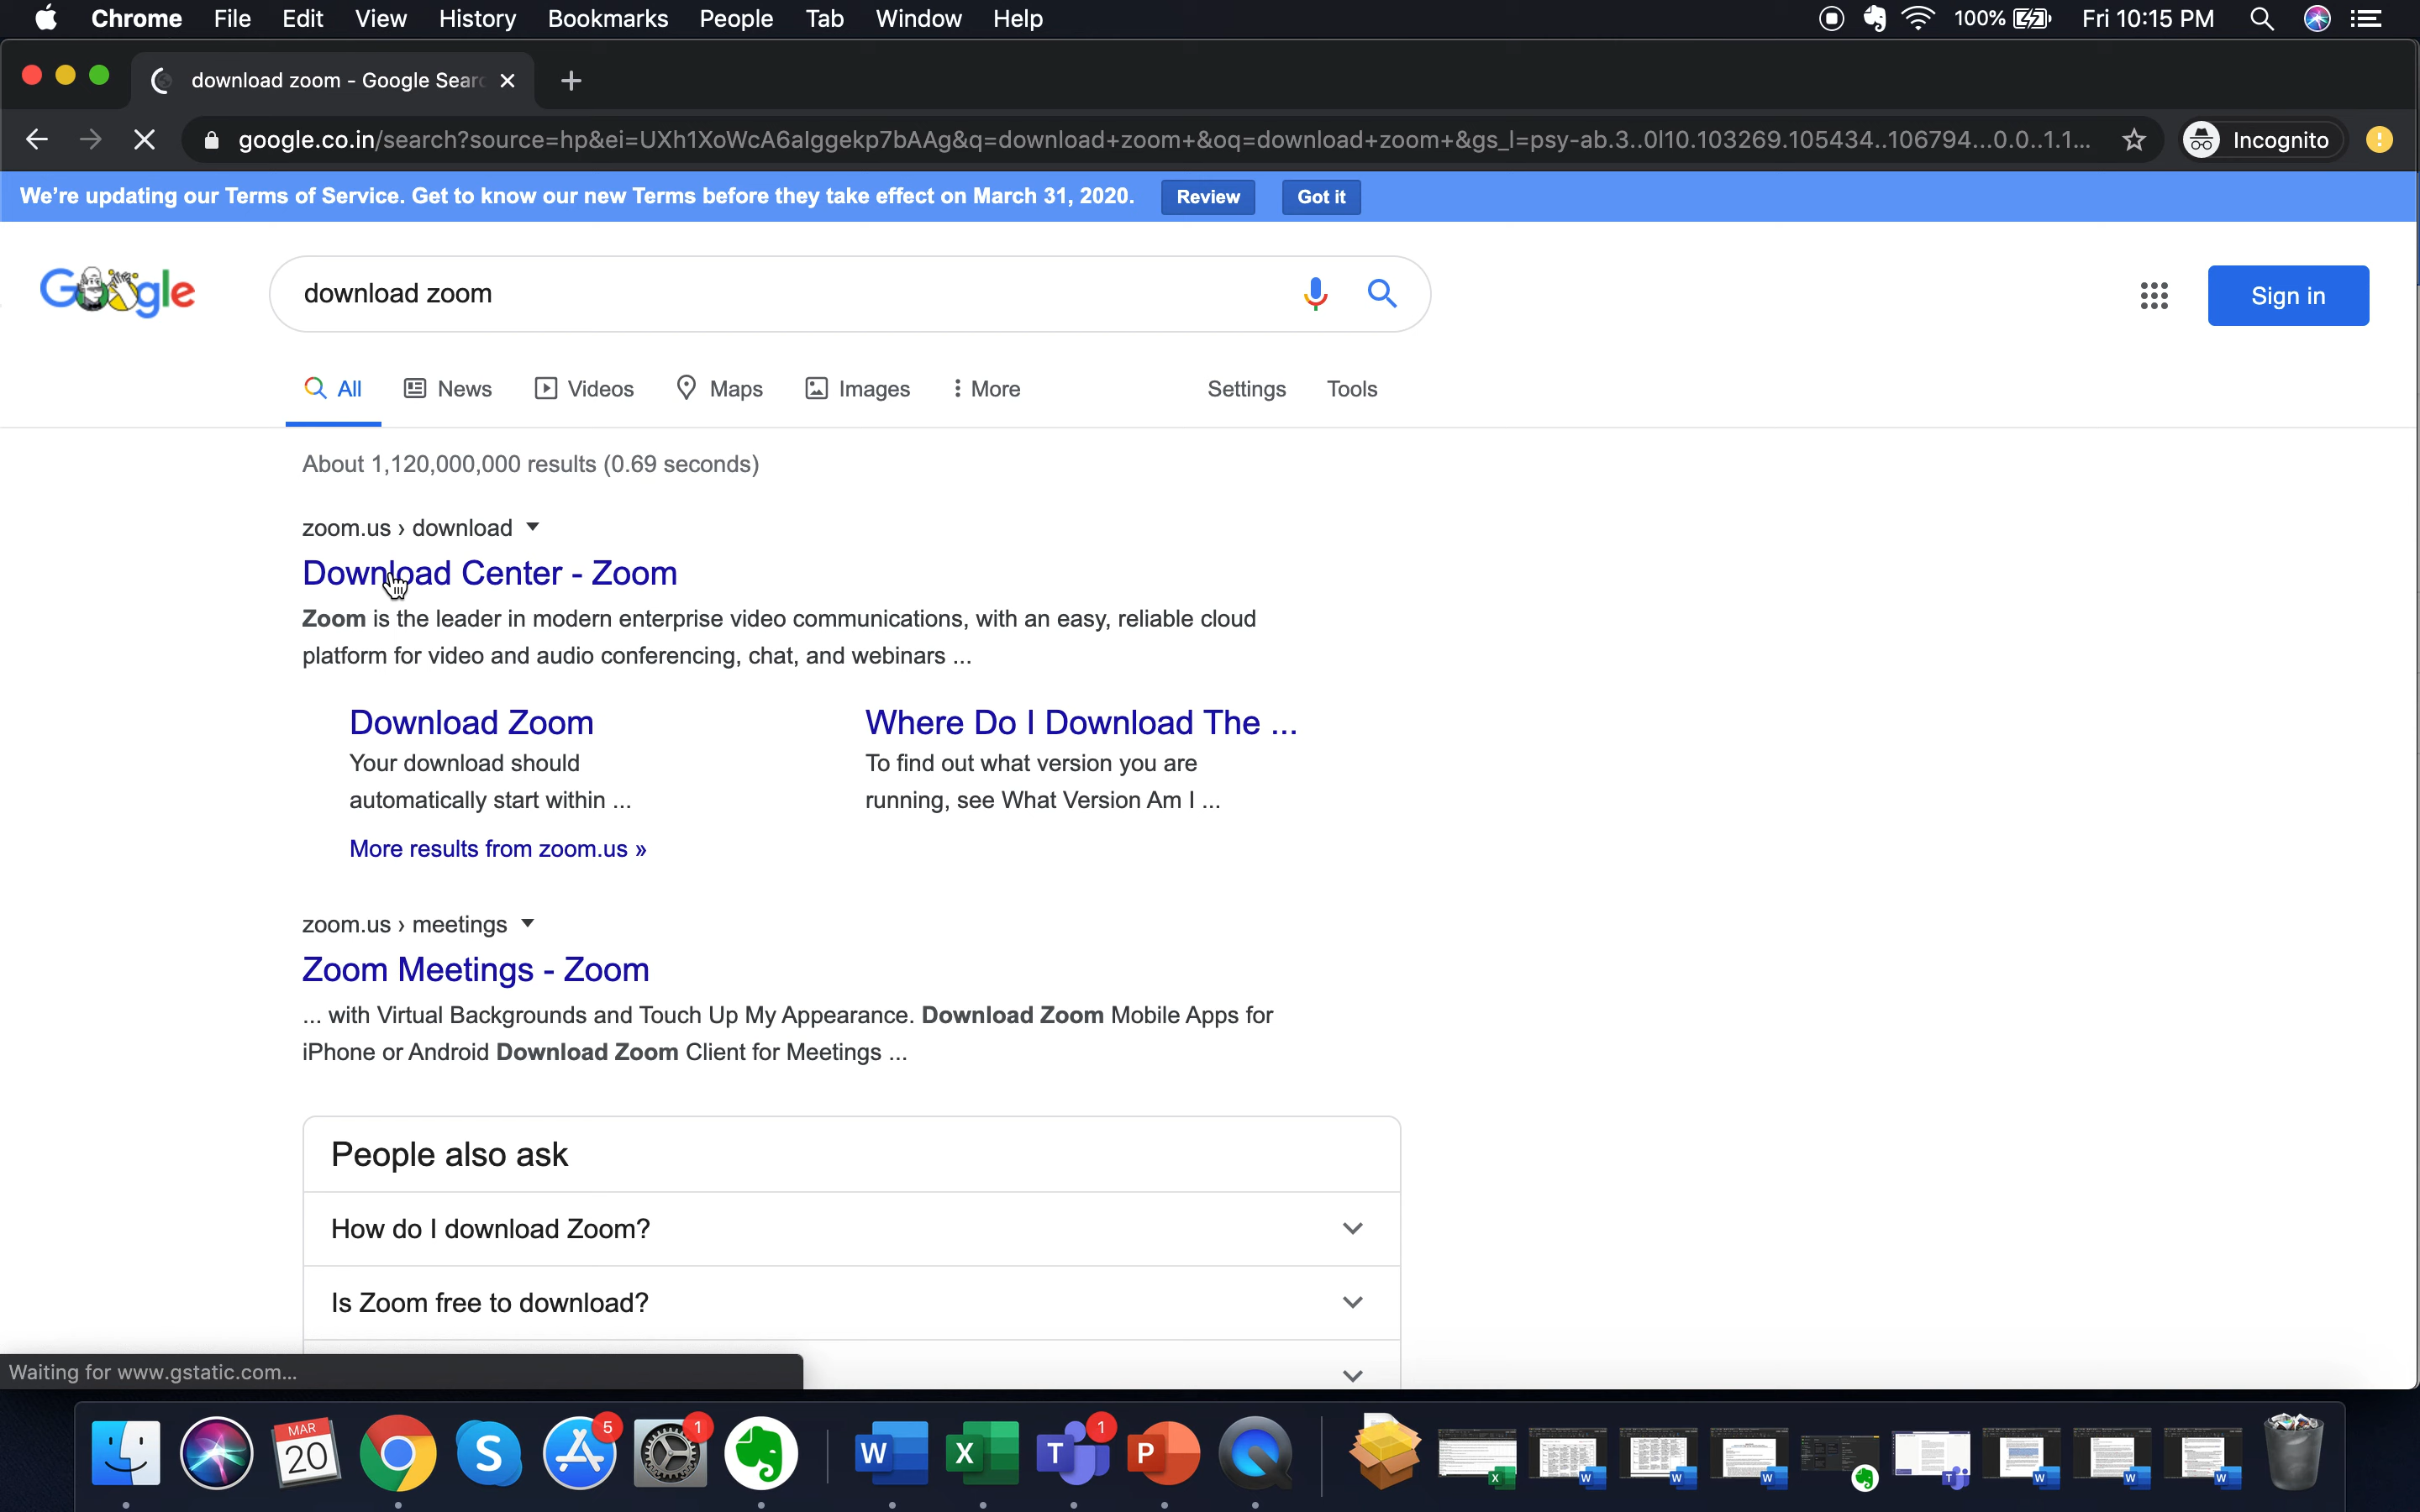 Chrome File Edit View History Bookmarks People Tab Window Help 100% Fri 10:15 PM
download zoom - Google Sear
google.co.in/search?source=hp&ei=UXh1XoWcA6aIggekp7bAAg&q=download+zoom+&oq=download+zoom+&gs_l=psy-ab.3..0l10.103269.105434..106794...0.0..1.1... Incognito
We’re updating our Terms of Service. Get to know our new Terms before they take effect on March 31, 2020. Review Got it
Google download zoom Sign in
All News Videos Maps Images More Settings Tools
About 1,120,000,000 results (0.69 seconds)
zoom.us › download
Download Center - Zoom
Zoom is the leader in modern enterprise video communications, with an easy, reliable cloud
platform for video and audio conferencing, chat, and webinars ...
Download Zoom
Your download should
automatically start within ...
Where Do I Download The ...
To find out what version you are
running, see What Version Am I ...
More results from zoom.us »
zoom.us › meetings
Zoom Meetings - Zoom
... with Virtual Backgrounds and Touch Up My Appearance. Download Zoom Mobile Apps for
iPhone or Android Download Zoom Client for Meetings ...
People also ask
How do I download Zoom?
Is Zoom free to download?
Waiting for www.gstatic.com...
MAR 20 S 5 1 W X T 1 P